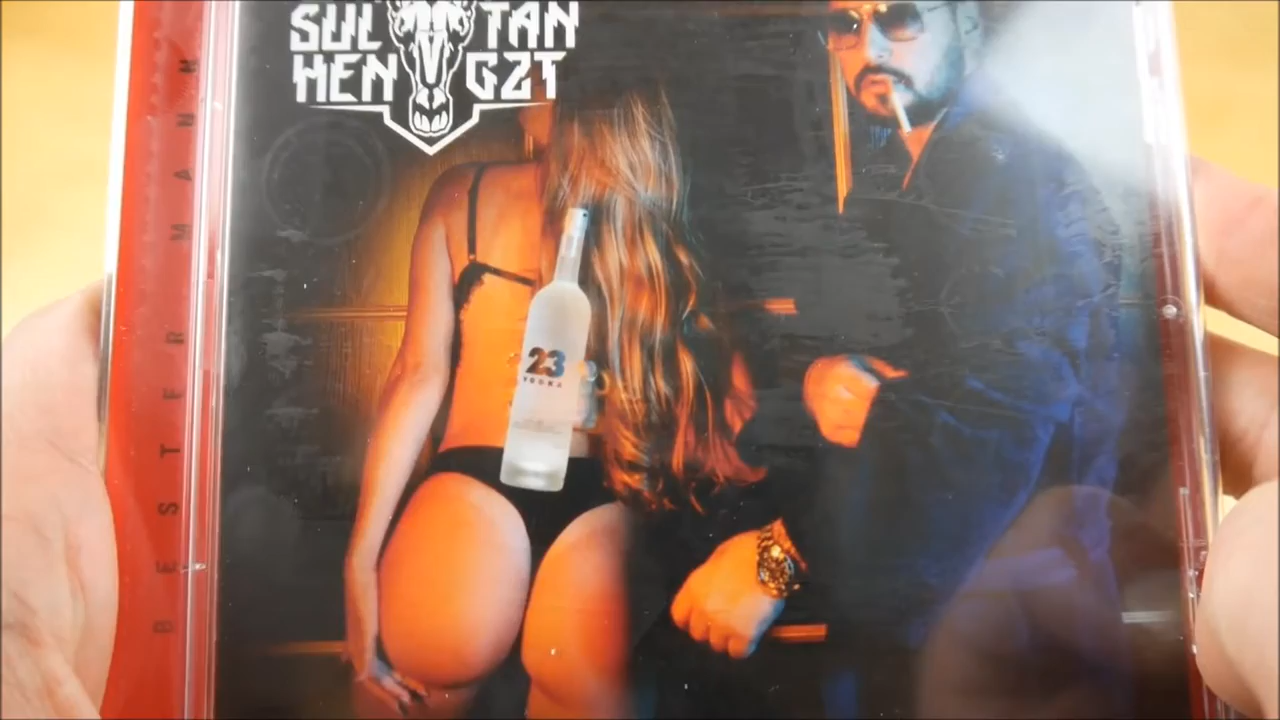 SUL TAN
HEN GZT
23
VODKA
BESTER MANN